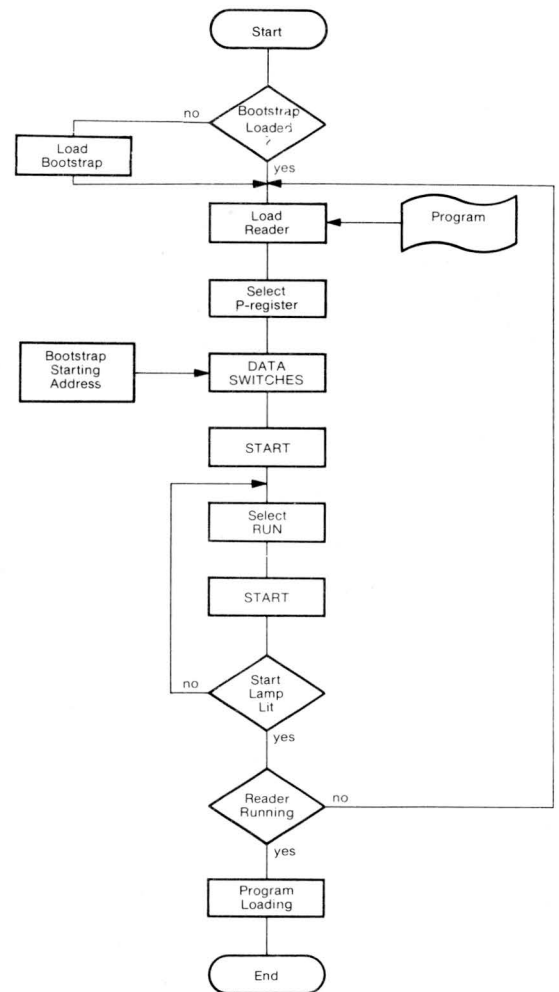 Start
Bootstrap
Loaded
?
no
yes
Load
Bootstrap
Load
Reader
Program
Select
P-register
Bootstrap
Starting
Address
DATA
SWITCHES
START
Select
RUN
START
Start
Lamp
Lit
no
yes
Reader
Running
no
yes
Program
Loading
End